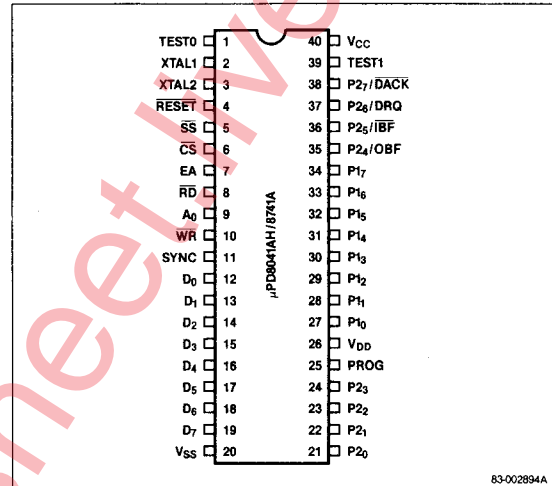 TEST0 1 40 VCC
XTAL1 2 39 TEST1
XTAL2 3 38 P27/DACK
RESET 4 37 P26/DRQ
SS 5 36 P25/IBF
CS 6 35 P24/OBF
EA 7 34 P17
RD 8 33 P16
A0 9 32 P15
WR 10 31 P14
SYNC 11 30 P13
D0 12 29 P12
D1 13 28 P11
D2 14 27 P10
D3 15 26 VDD
D4 16 25 PROG
D5 17 24 P23
D6 18 23 P22
D7 19 22 P21
VSS 20 21 P20
μPD8041AH/8741A
83-002894A